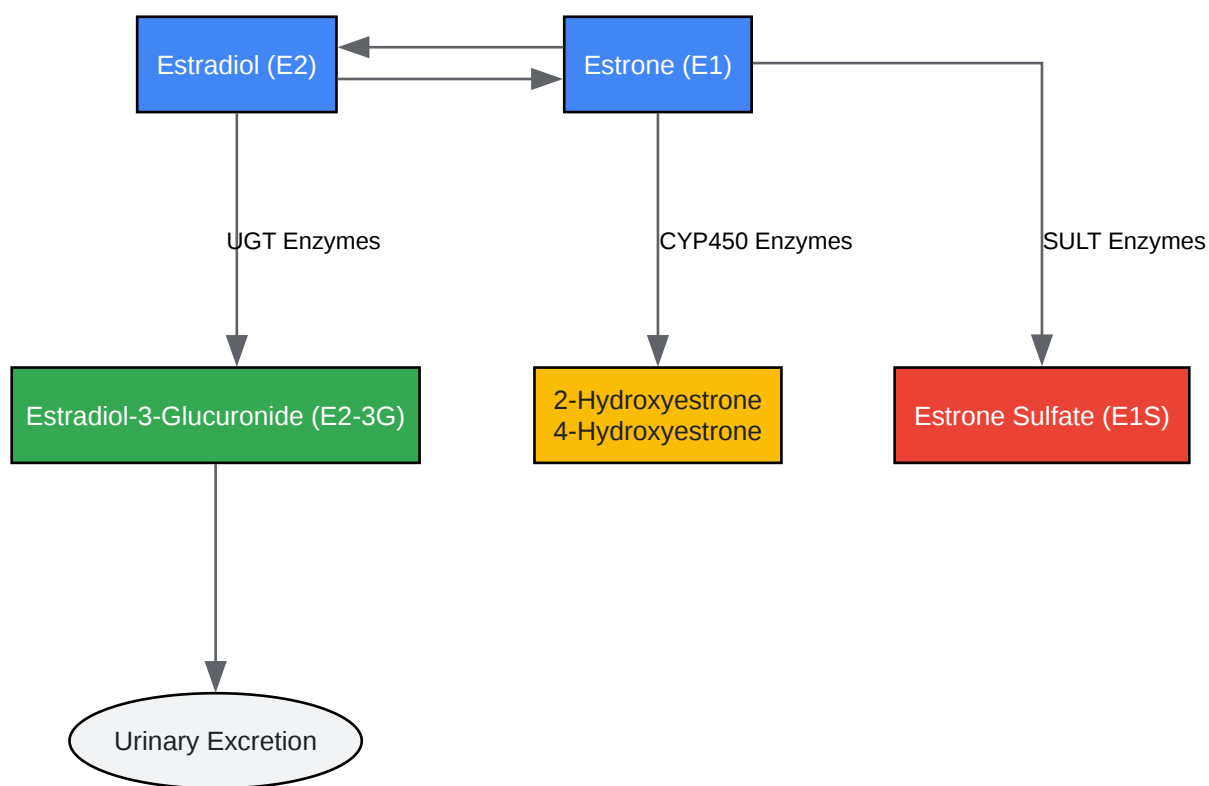 Estradiol (E2)
Estrone (E1)
UGT Enzymes
CYP450 Enzymes
SULT Enzymes
Estradiol-3-Glucuronide (E2-3G)
2-Hydroxyestrone
4-Hydroxyestrone
Estrone Sulfate (E1S)
Urinary Excretion